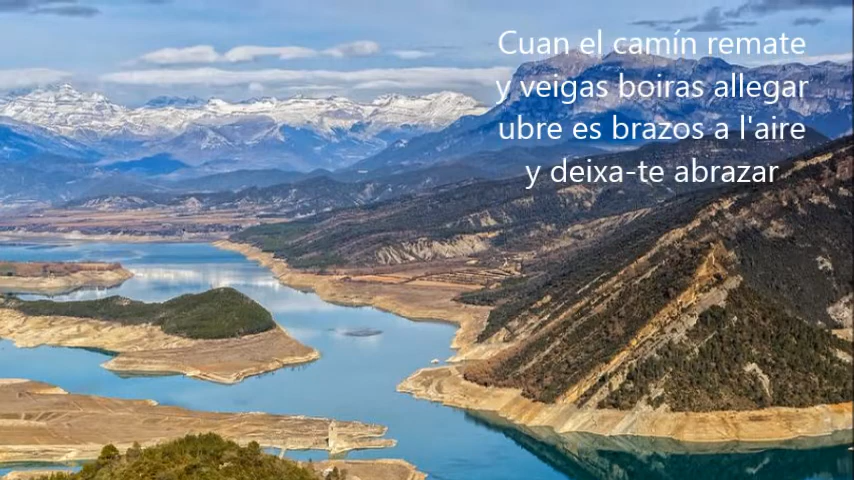 Cuan el camín remate
y veigas boiras allegar
ubre es brazos a l'aire
y deixa-te abrazar